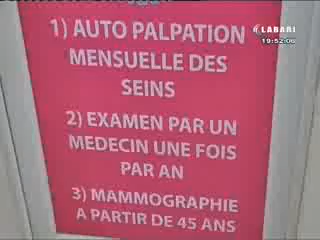 LABARI
19:52:06
1) AUTO PALPATION
MENSUELLE DES
SEINS
2) EXAMEN PAR UN
MEDECIN UNE FOIS
PAR AN
3) MAMMOGRAPHIE
A PARTIR DE 45 ANS